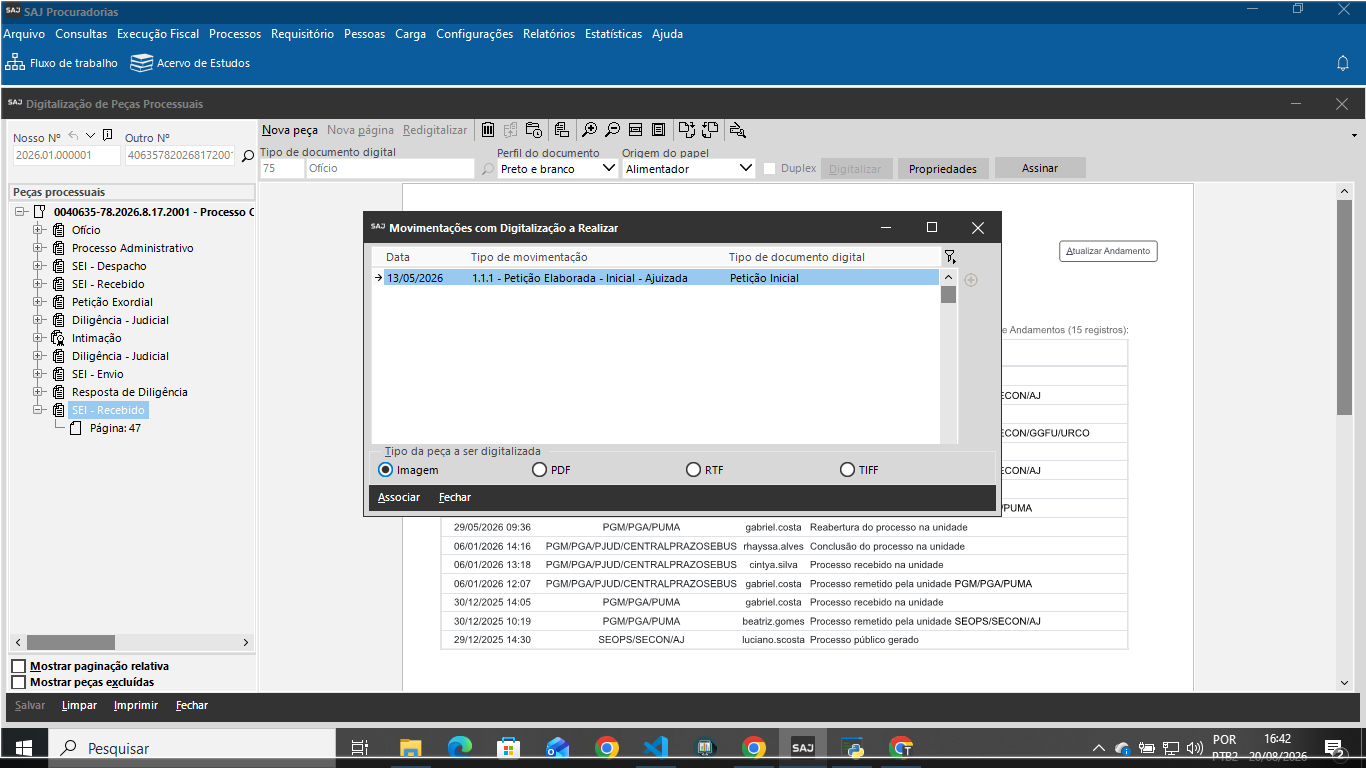 SAJ SAJ Procuradorias
Arquivo Consultas Execução Fiscal Processos Requisitório Pessoas Carga Configurações Relatórios Estatísticas Ajuda
Fluxo de trabalho Acervo de Estudos
SAJ Digitalização de Peças Processuais
Nosso Nº Outro Nº
2026.01.000001 40635782026817200
Nova peça Nova página Redigitalizar
Tipo de documento digital Perfil do documento Origem do papel
75 Ofício Preto e branco Alimentador Duplex Digitalizar Propriedades Assinar
Peças processuais
0040635-78.2026.8.17.2001 - Processo
Ofício
Processo Administrativo
SEI - Despacho
SEI - Recebido
Petição Exordial
Diligência - Judicial
Intimação
Diligência - Judicial
SEI - Envio
Resposta de Diligência
SEI - Recebido
Página: 47
Mostrar paginação relativa
Mostrar peças excluídas
Salvar Limpar Imprimir Fechar
Atualizar Andamento
e Andamentos (15 registros):
ECON/AJ
ECON/GGFU/URCO
ECON/AJ
/PUMA
SAJ Movimentações com Digitalização a Realizar
Data Tipo de movimentação Tipo de documento digital
13/05/2026 1.1.1 - Petição Elaborada - Inicial - Ajuizada Petição Inicial
Tipo da peça a ser digitalizada
Imagem PDF RTF TIFF
Associar Fechar
29/05/2026 09:36 PGM/PGA/PUMA gabriel.costa Reabertura do processo na unidade
06/01/2026 14:16 PGM/PGA/PJUD/CENTRALPRAZOSEBUS rhayssa.alves Conclusão do processo na unidade
06/01/2026 13:18 PGM/PGA/PJUD/CENTRALPRAZOSEBUS cintya.silva Processo recebido na unidade
06/01/2026 12:07 PGM/PGA/PJUD/CENTRALPRAZOSEBUS gabriel.costa Processo remetido pela unidade PGM/PGA/PUMA
30/12/2025 14:05 PGM/PGA/PUMA gabriel.costa Processo recebido na unidade
30/12/2025 10:19 PGM/PGA/PUMA beatriz.gomes Processo remetido pela unidade SEOPS/SECON/AJ
29/12/2025 14:30 SEOPS/SECON/AJ luciano.scosta Processo público gerado
Pesquisar
SAJ
POR
PTB2
16:42
20/08/2026
2